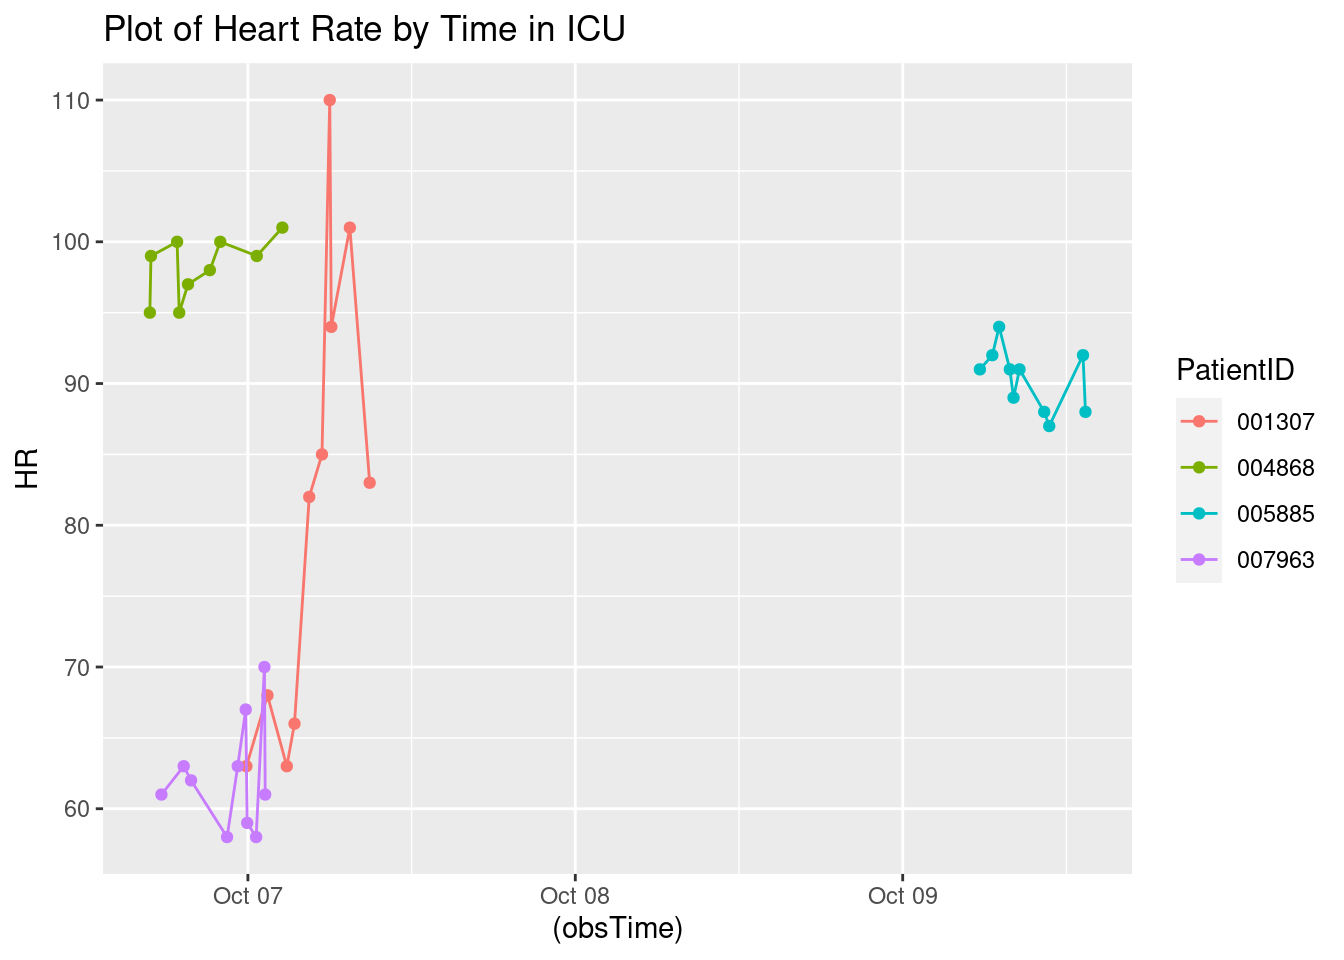 Plot of Heart Rate by Time in ICU
110
100
90
80
70
60
HR
Oct 07
Oct 08
Oct 09
(obsTime)
PatientID
001307
004868
005885
007963